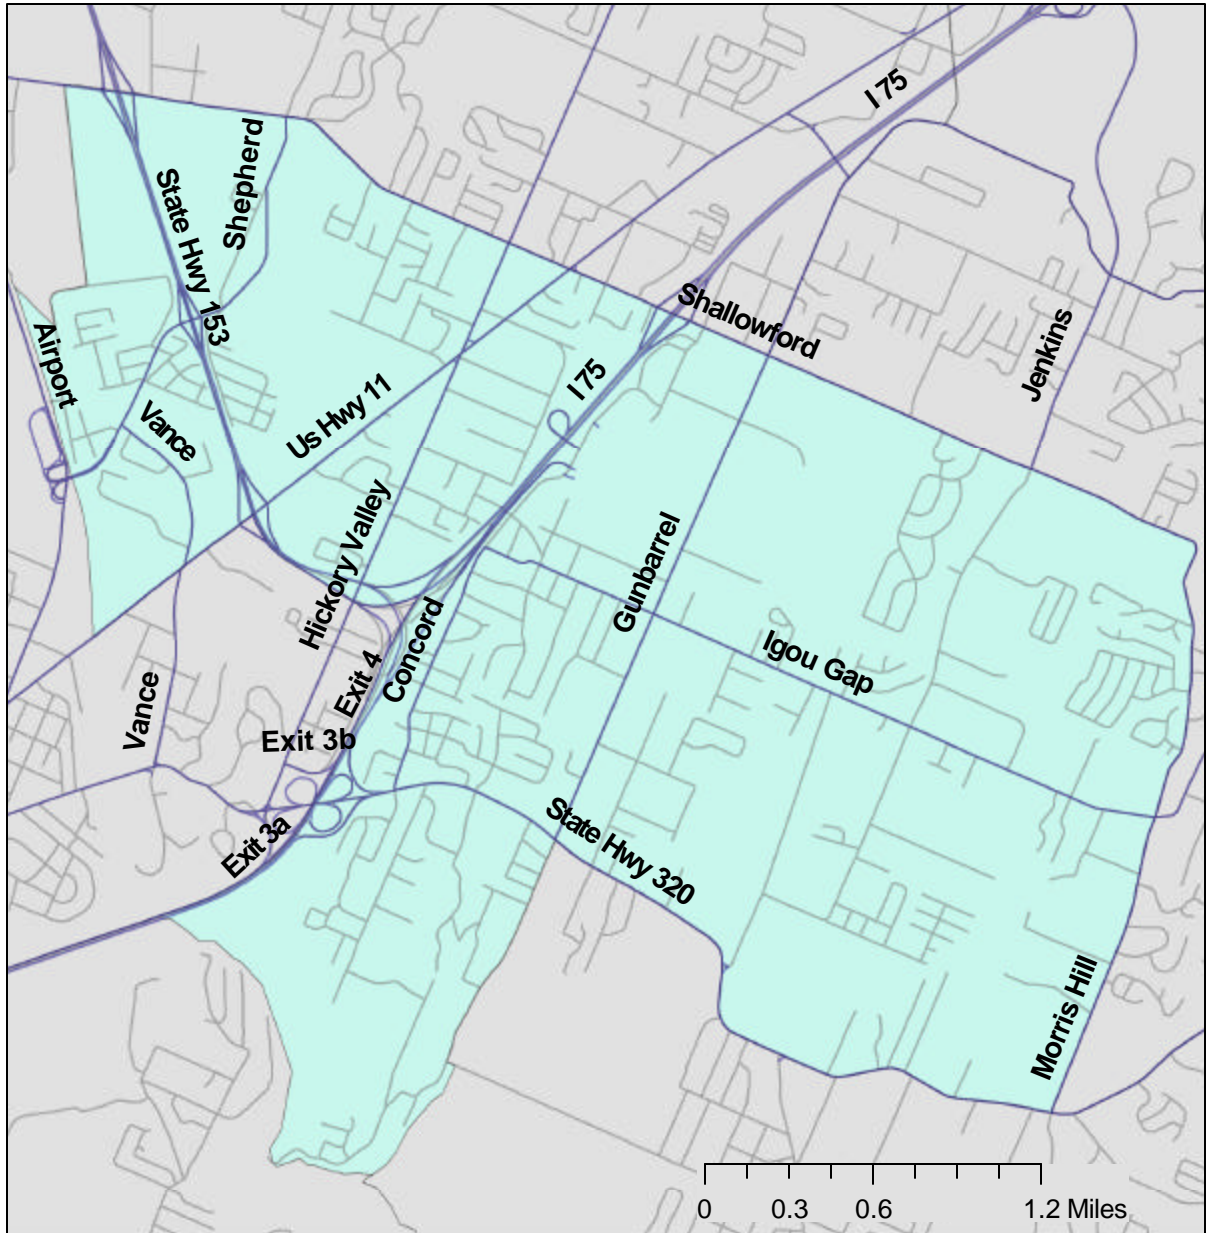 I 75
Shepherd
State Hwy 153
Shallowford
Jenkins
Airport
I 75
Us Hwy 11
Vance
Hickory Valley
Gunbarrel
Concord
Igou Gap
Exit 4
Vance
Exit 3b
State Hwy 320
Exit 3a
Morris Hill
0 0.3 0.6 1.2 Miles